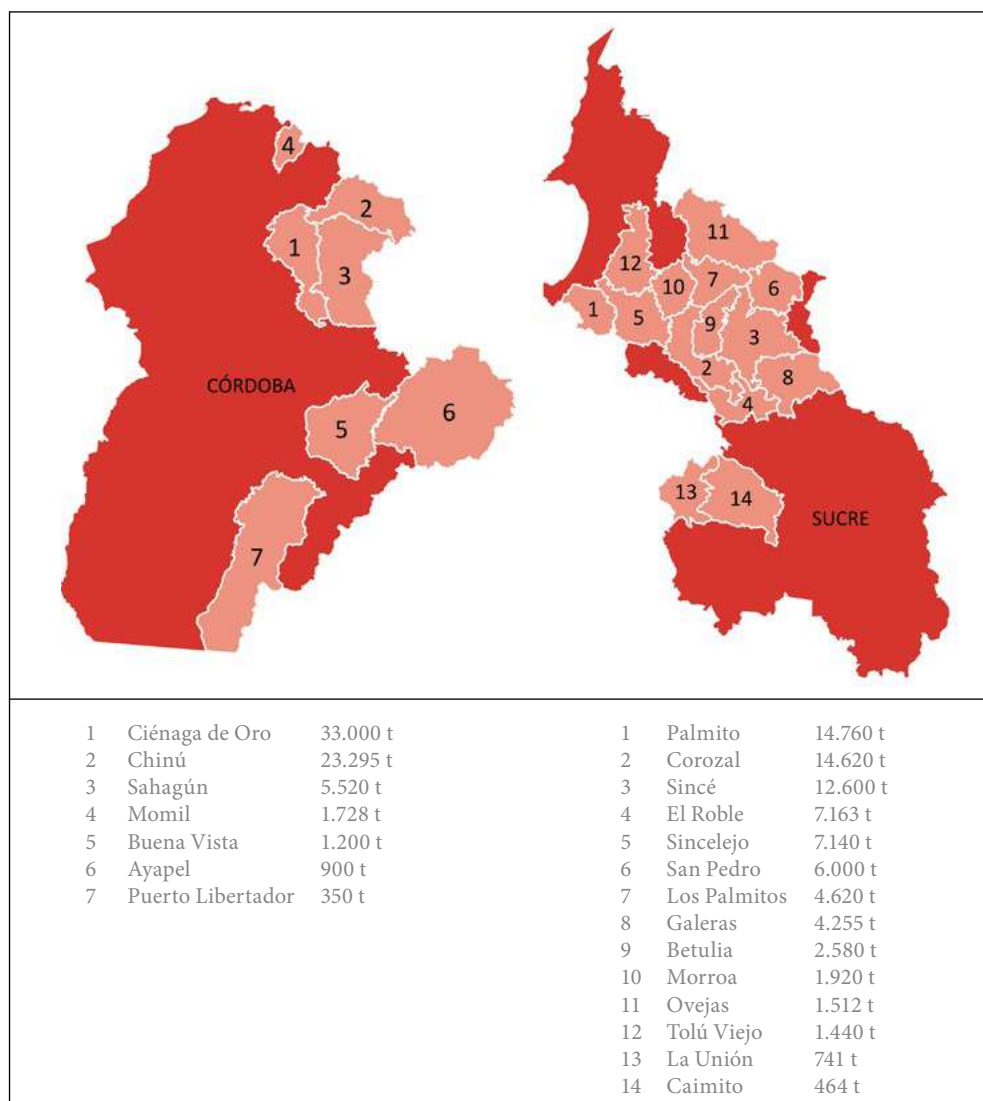 4
2
1
3
CÓRDOBA
5
6
7
11
12
7
10
6
1
5
9
3
2
8
4
13
14
SUCRE
1 Ciénaga de Oro 33.000 t
2 Chinú 23.295 t
3 Sahagún 5.520 t
4 Momil 1.728 t
5 Buena Vista 1.200 t
6 Ayapel 900 t
7 Puerto Libertador 350 t
1 Palmito 14.760 t
2 Corozal 14.620 t
3 Sincé 12.600 t
4 El Roble 7.163 t
5 Sincelejo 7.140 t
6 San Pedro 6.000 t
7 Los Palmitos 4.620 t
8 Galeras 4.255 t
9 Betulia 2.580 t
10 Morroa 1.920 t
11 Ovejas 1.512 t
12 Tolú Viejo 1.440 t
13 La Unión 741 t
14 Caimito 464 t